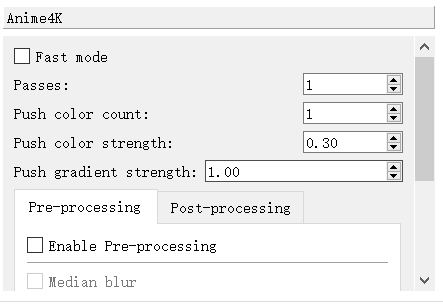 Anime4K
Fast mode
Passes: 1
Push color count: 1
Push color strength: 0.30
Push gradient strength: 1.00
Pre-processing Post-processing
Enable Pre-processing
Median blur